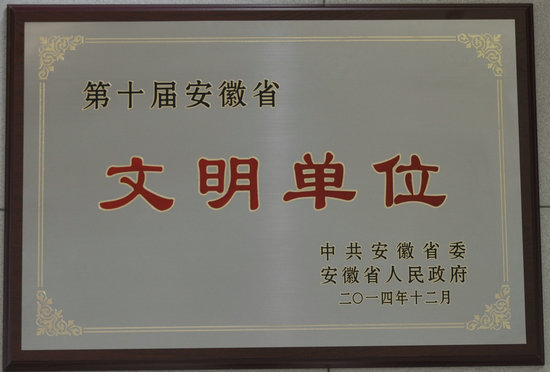 第十届安徽省
文明单位
中共安徽省委
安徽省人民政府
二〇一四年十二月